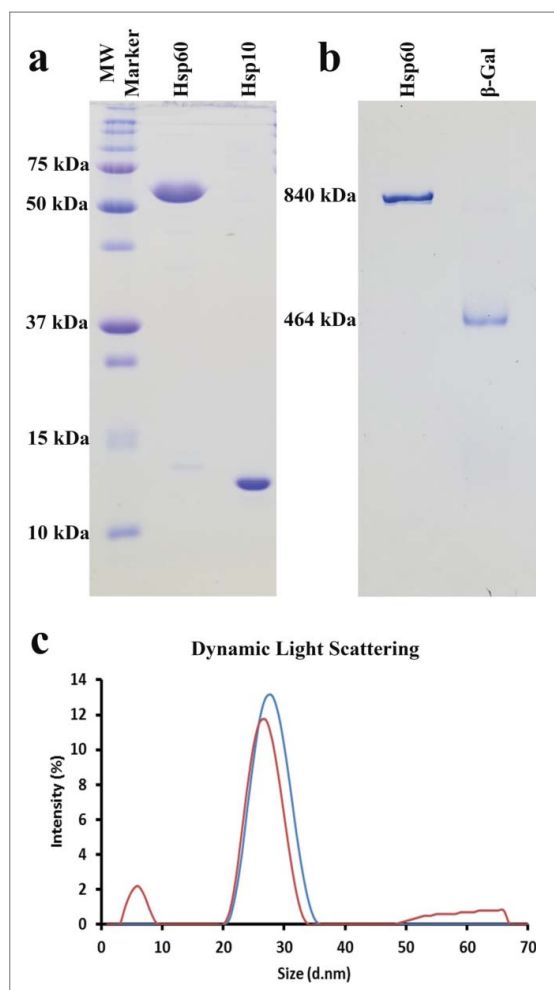 a
MW
Marker
Hsp60
Hsp10
75 kDa
50 kDa
37 kDa
15 kDa
10 kDa
b
Hsp60
β-Gal
840 kDa
464 kDa
c
Dynamic Light Scattering
Intensity (%)
14
12
10
8
6
4
2
0
0 10 20 30 40 50 60 70
Size (d.nm)